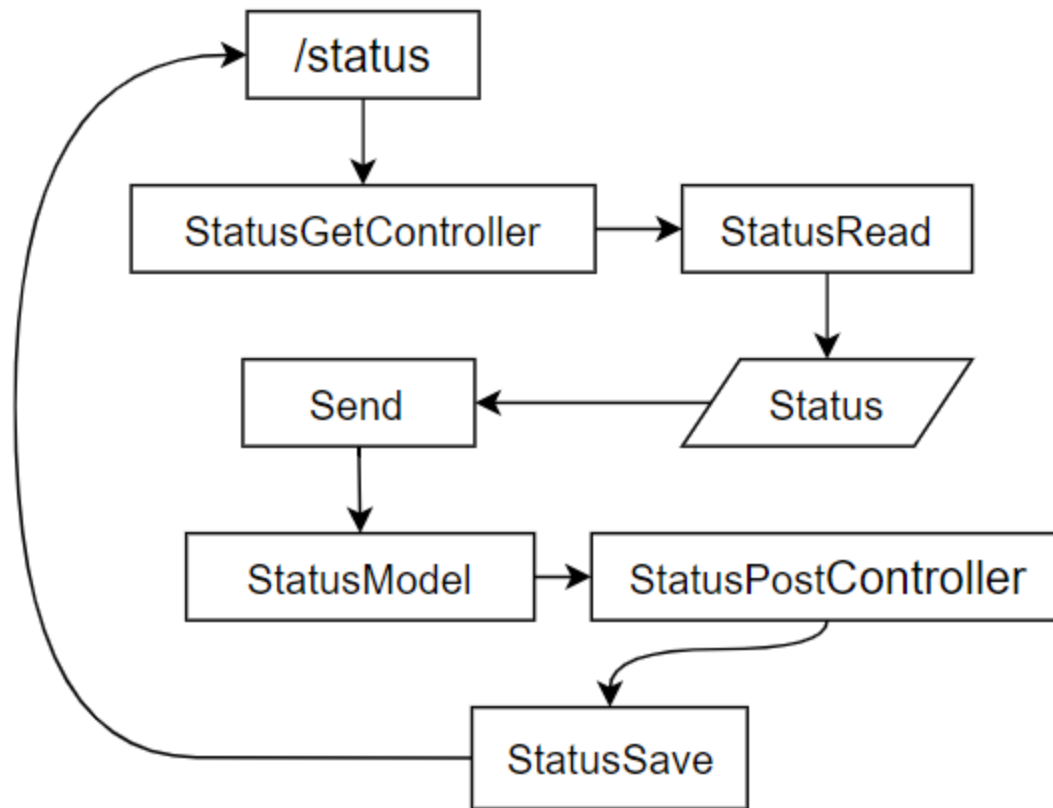 /status
StatusGetController
StatusRead
Send
Status
StatusModel
StatusPostController
StatusSave